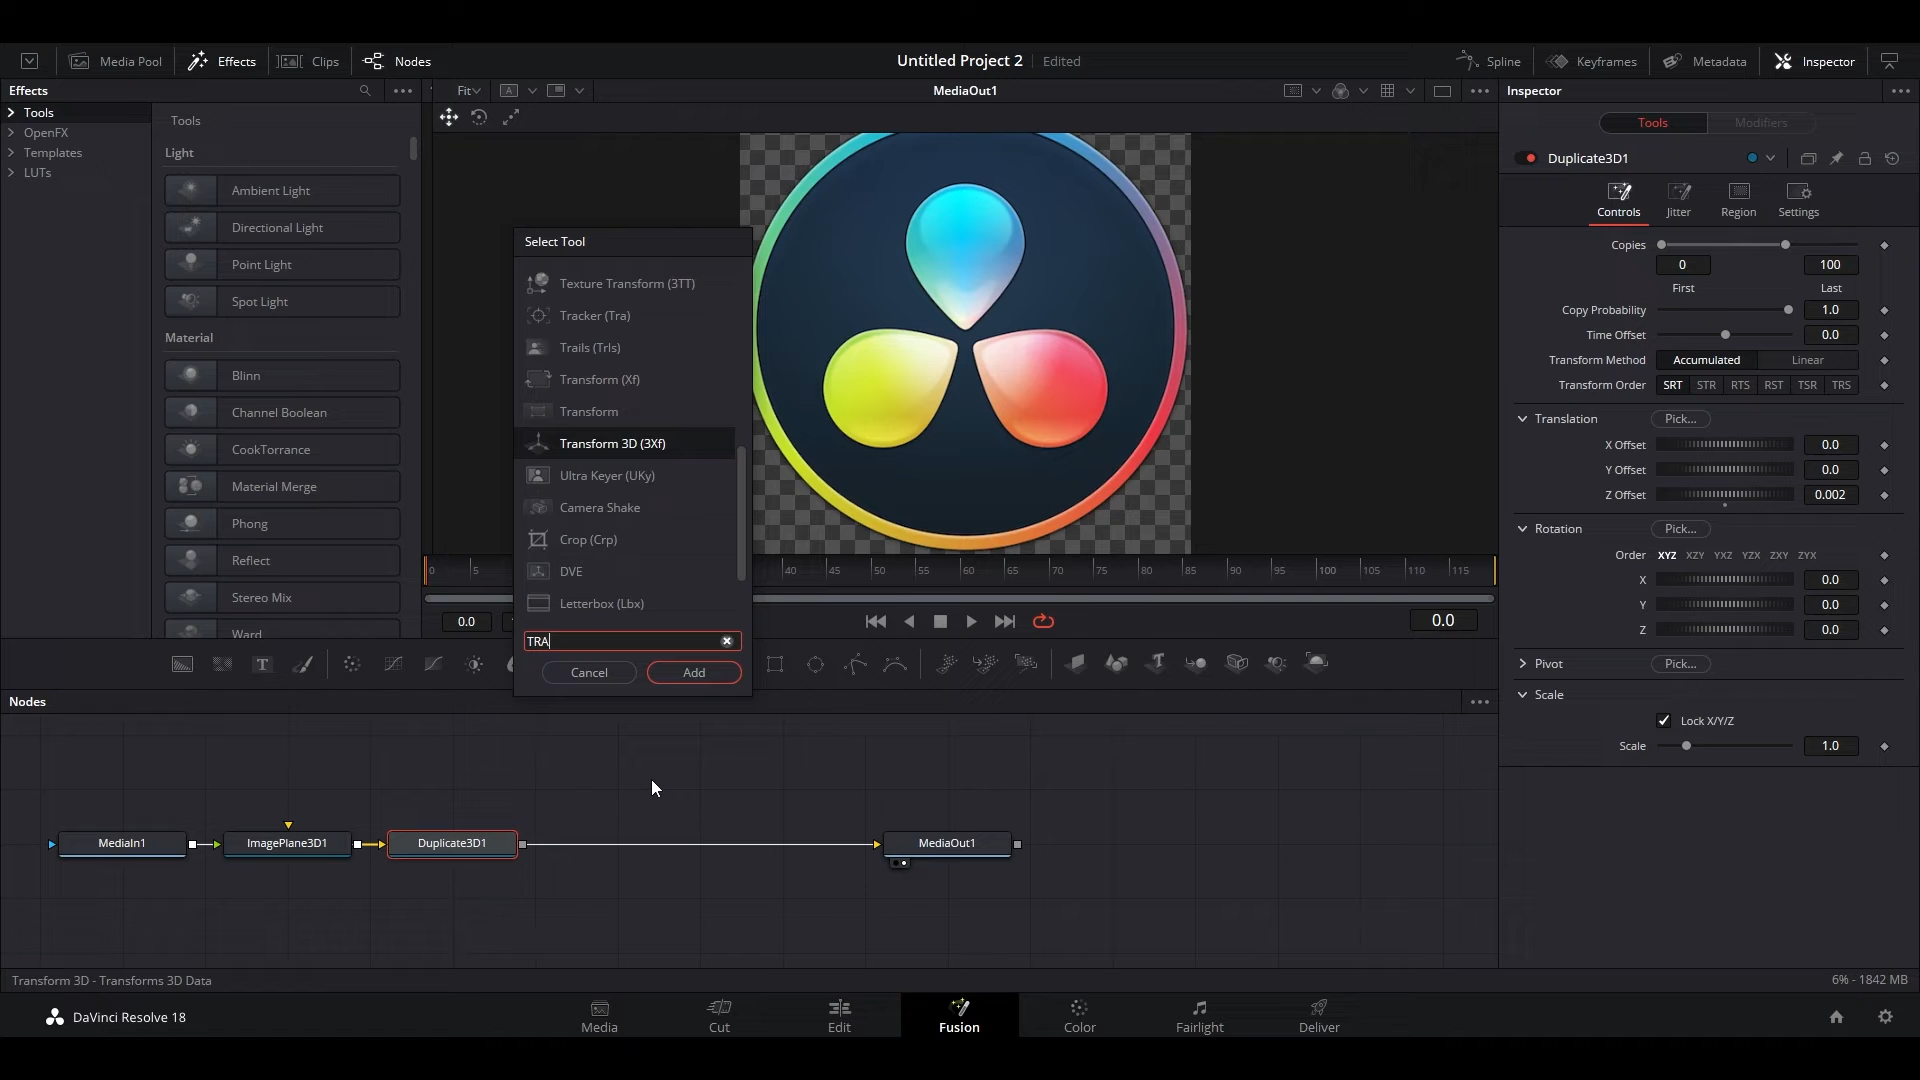 Media Pool
Effects
Clips
Nodes
Untitled Project 2
Edited
Spline
Keyframes
Metadata
Inspector
Effects
Fit
A
MediaOut1
Inspector
Tools
OpenFX
Templates
LUTs
Tools
Light
Ambient Light
Directional Light
Point Light
Spot Light
Material
Blinn
Channel Boolean
CookTorrance
Material Merge
Phong
Reflect
Stereo Mix
Ward
Select Tool
Texture Transform (3TT)
Tracker (Tra)
Trails (Trls)
Transform (Xf)
Transform
Transform 3D (3Xf)
Ultra Keyer (UKy)
Camera Shake
Crop (Crp)
DVE
Letterbox (Lbx)
TRA
Cancel
Add
0 5 40 45 50 55 60 65 70 75 80 85 90 95 100 105 110 115
0.0
0.0
Tools
Modifiers
Duplicate3D1
Controls
Jitter
Region
Settings
Copies
0
100
First
Last
Copy Probability
1.0
Time Offset
0.0
Transform Method
Accumulated
Linear
Transform Order
SRT STR RTS RST TSR TRS
Translation
Pick...
X Offset
0.0
Y Offset
0.0
Z Offset
0.002
Rotation
Pick...
Order
XYZ XZY YXZ YZX ZXY ZYX
X
0.0
Y
0.0
Z
0.0
Pivot
Pick...
Scale
Lock X/Y/Z
Scale
1.0
T
Nodes
MediaIn1
ImagePlane3D1
Duplicate3D1
MediaOut1
Transform 3D - Transforms 3D Data
6% - 1842 MB
DaVinci Resolve 18
Media
Cut
Edit
Fusion
Color
Fairlight
Deliver